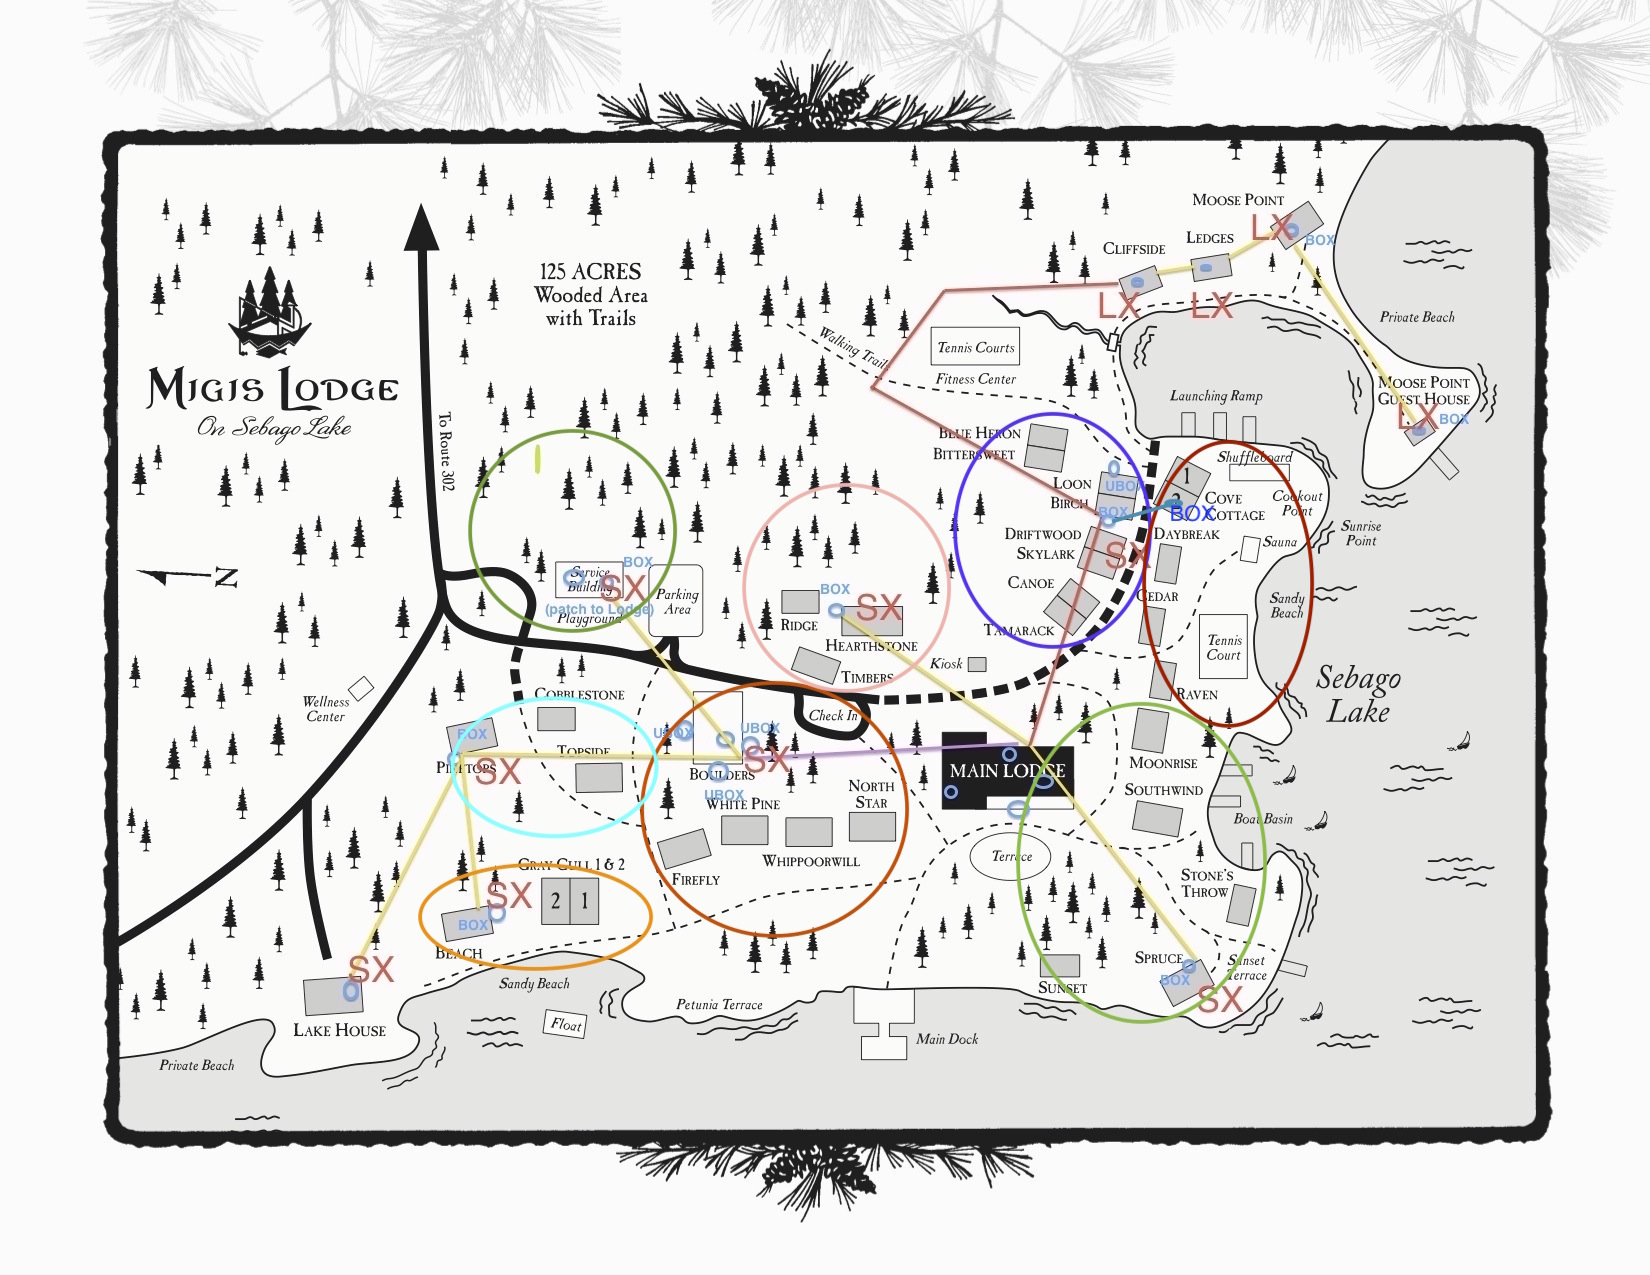 MOOSE POINT
LX
BOX
LEDGES
CLIFFSIDE
LX
LX
125 ACRES
Wooded Area
with Trails
Private Beach
Walking Trails
Tennis Courts
Fitness Center
MIGIS LODGE
On Sebago Lake
To Route 302
Launching Ramp
MOOSE POINT
GUEST HOUSE
LX
BOX
BLUE HERON
BITTERSWEET
Shuffleboard
LOON
UBOX
BIRCH
BOX
1
2
COVE
COTTAGE
BOX
Cookout
Point
Sunrise
Point
DRIFTWOOD
SKYLARK
SX
DAYBREAK
Sauna
CANOE
CEDAR
Sandy
Beach
TAMARACK
Tennis
Court
RAVEN
Kiosk
N
BOX
Service
Building
SX
(patch to Lodge)
Playground
Parking
Area
BOX
SX
RIDGE
HEARTHSTONE
TIMBERS
Sebago
Lake
Wellness
Center
COBBLESTONE
Check In
BOX
PINETOPS
SX
TOPSIDE
UBOX
UBOX
SX
BOULDERS
UBOX
MAIN LODGE
MOONRISE
SOUTHWIND
Boat Basin
WHITE PINE
NORTH
STAR
WHIPPOORWILL
FIREFLY
Terrace
STONE'S
THROW
GRAY GULL 1 & 2
SX
2 1
BOX
BEACH
SX
Sandy Beach
SPRUCE
BOX
SX
Sunset
Terrace
SUNSET
LAKE HOUSE
Float
Petunia Terrace
Main Dock
Private Beach